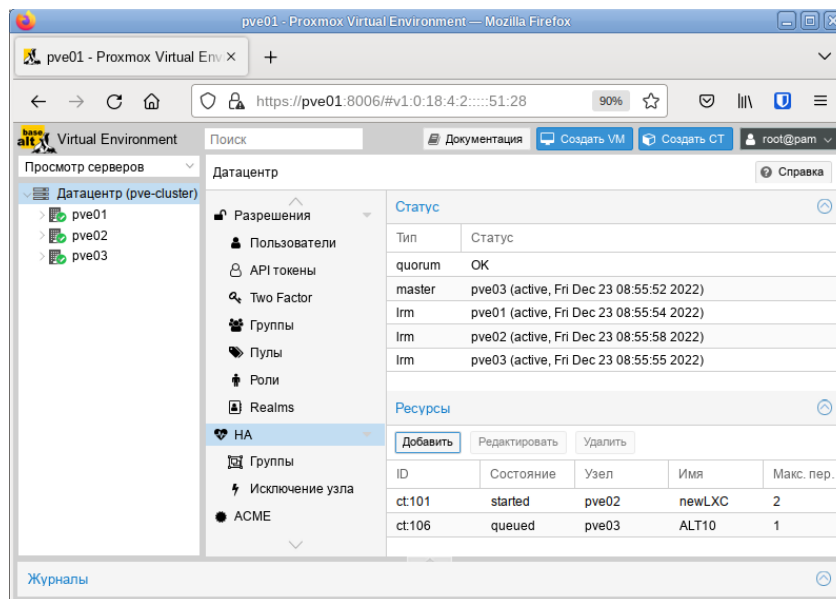 pve01 - Proxmox Virtual Environment — Mozilla Firefox
pve01 - Proxmox Virtual Env
https://pve01:8006/#v1:0:18:4:2:::::51:28 90%
base alt Virtual Environment Поиск Документация Создать VM Создать CT root@pam
Просмотр серверов
Датацентр (pve-cluster)
pve01
pve02
pve03
Датацентр Справка
Разрешения
Пользователи
API токены
Two Factor
Группы
Пулы
Роли
Realms
HA
Группы
Исключение узла
ACME
Статус
Тип Статус
quorum OK
master pve03 (active, Fri Dec 23 08:55:52 2022)
lrm pve01 (active, Fri Dec 23 08:55:54 2022)
lrm pve02 (active, Fri Dec 23 08:55:58 2022)
lrm pve03 (active, Fri Dec 23 08:55:55 2022)
Ресурсы
Добавить Редактировать Удалить
ID Состояние Узел Имя Макс. пер.
ct:101 started pve02 newLXC 2
ct:106 queued pve03 ALT10 1
Журналы